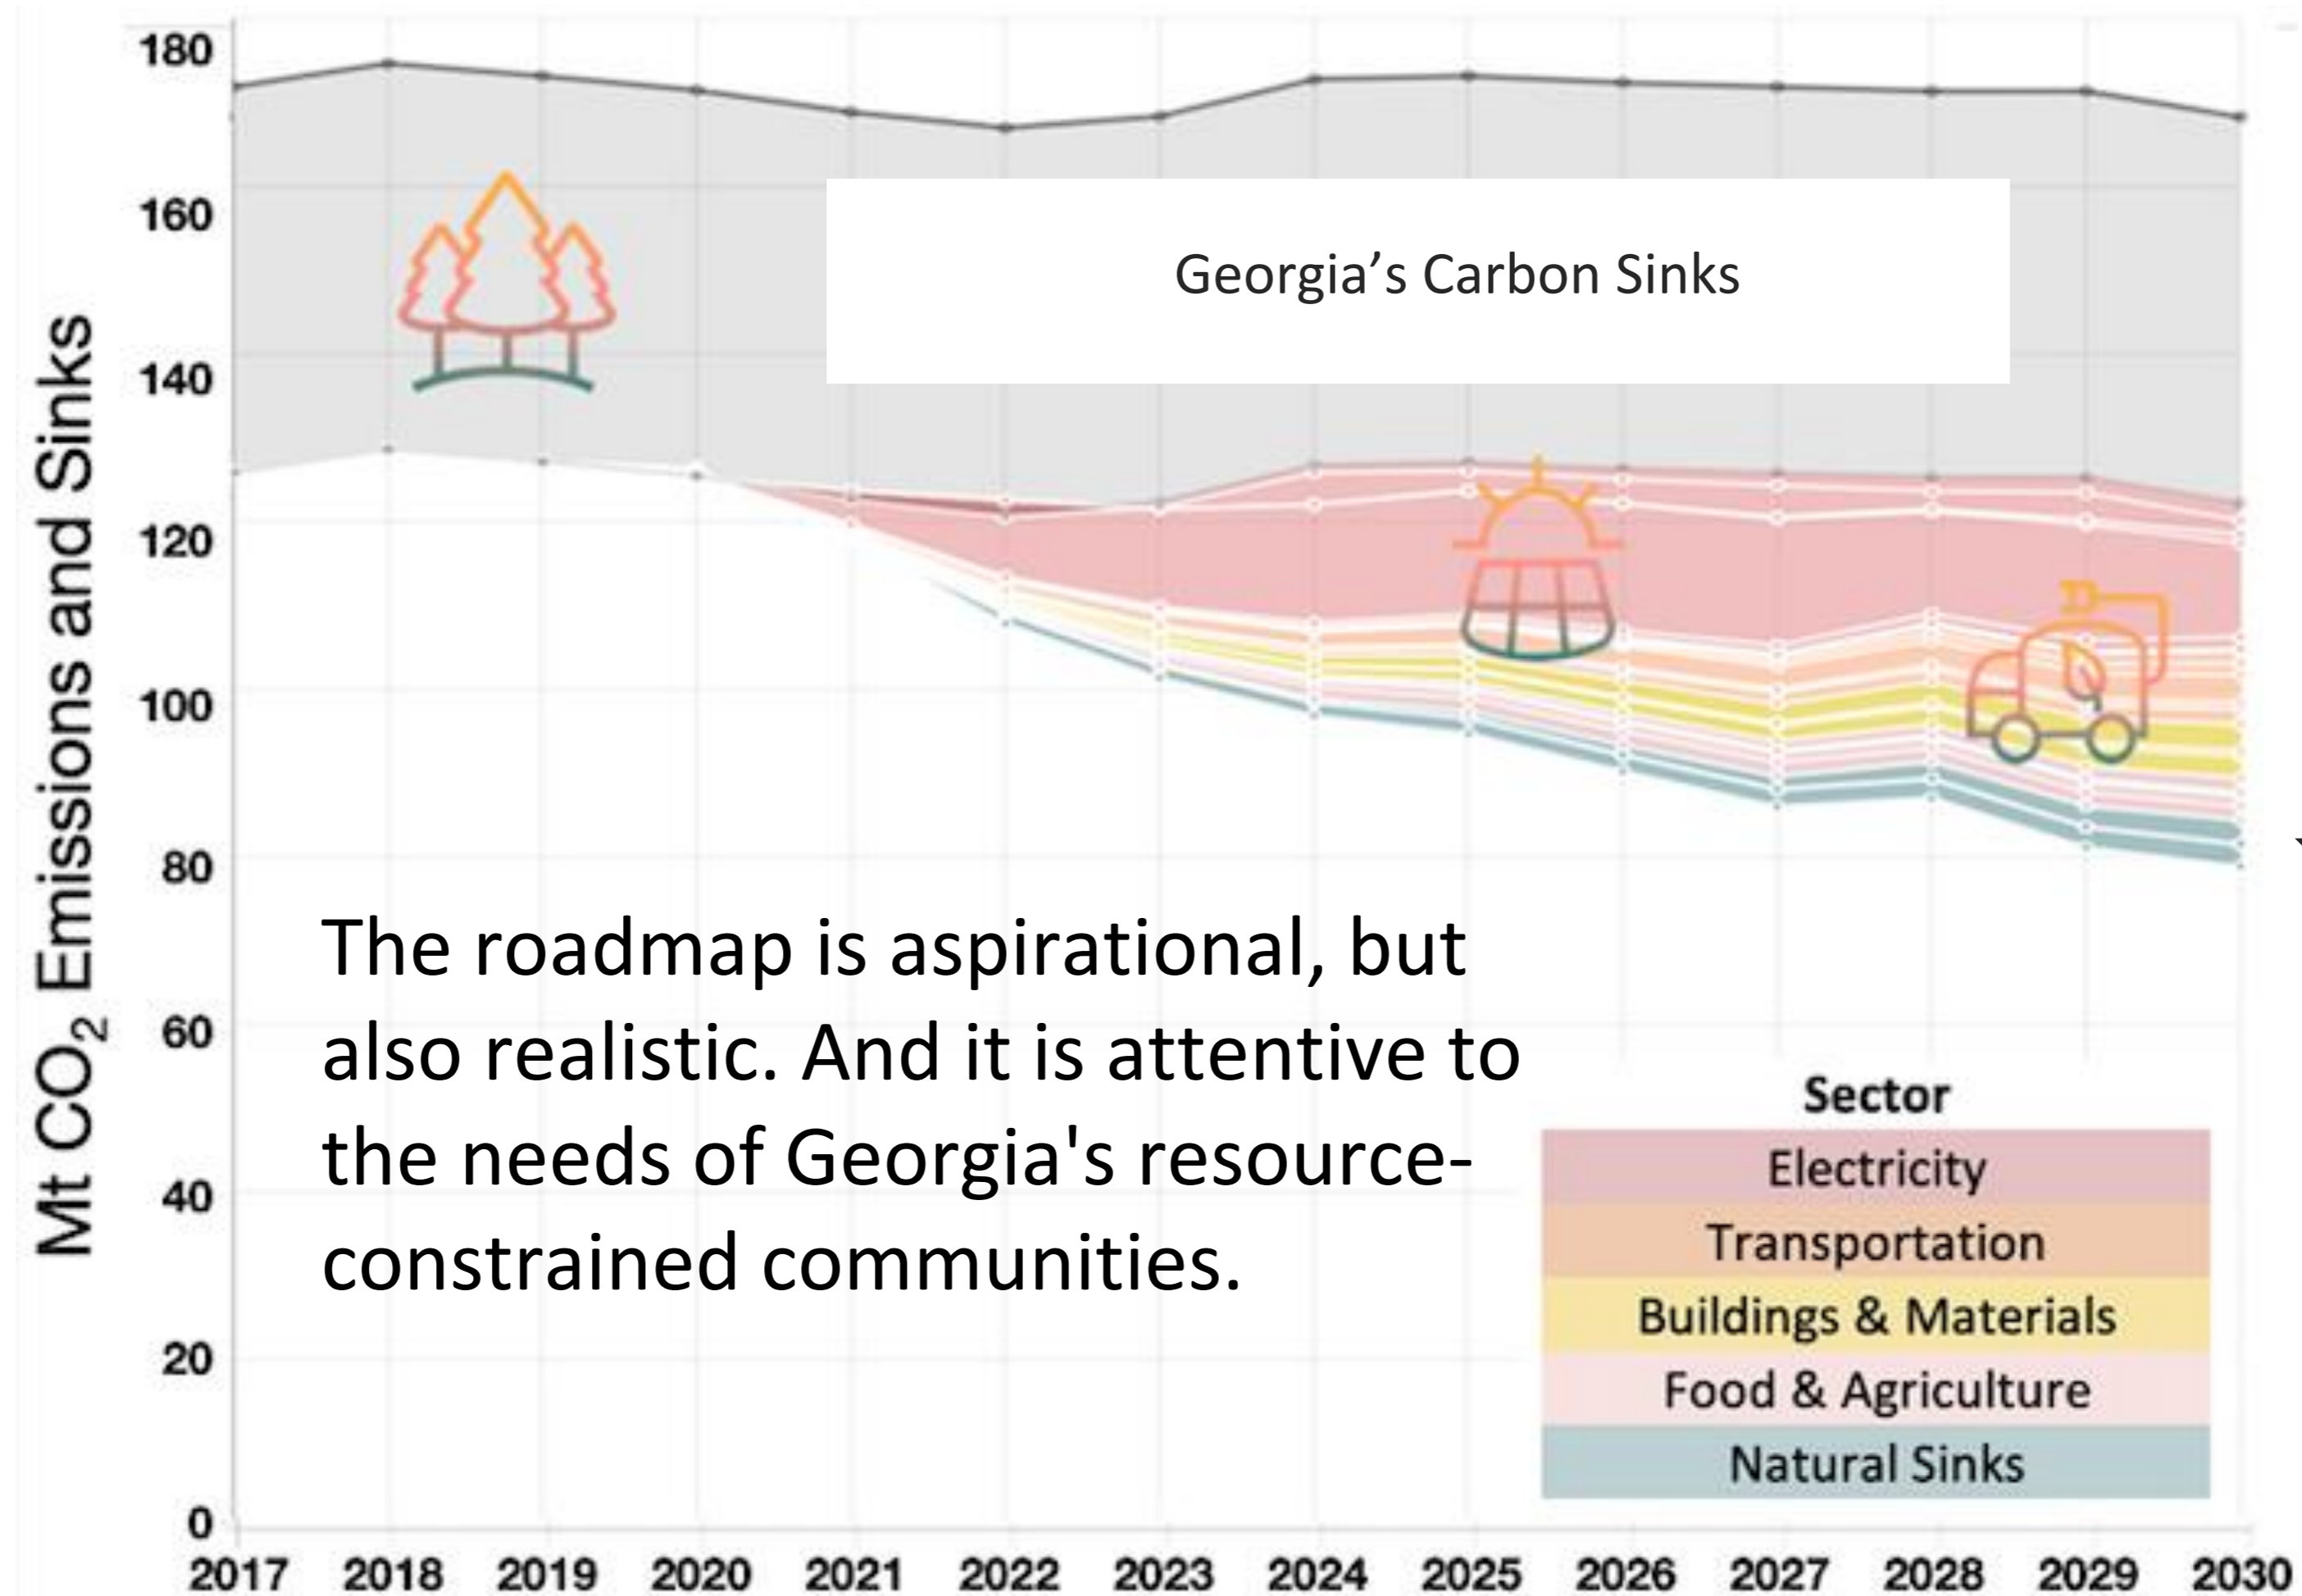 180
160
140
120
100
80
60
40
20
0
Mt CO₂ Emissions and Sinks
Georgia’s Carbon Sinks
The roadmap is aspirational, but
also realistic. And it is attentive to
the needs of Georgia's resource-
constrained communities.
Sector
Electricity
Transportation
Buildings & Materials
Food & Agriculture
Natural Sinks
2017 2018 2019 2020 2021 2022 2023 2024 2025 2026 2027 2028 2029 2030